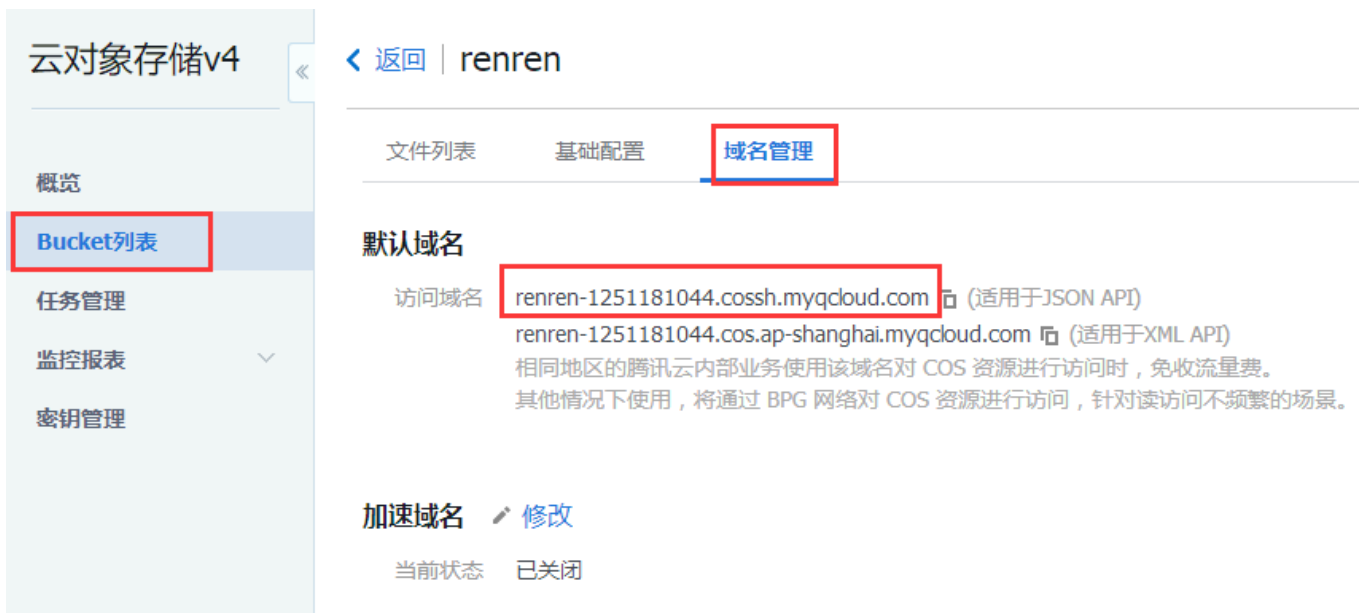 云对象存储v4
概览
Bucket列表
任务管理
监控报表
密钥管理
返回 | renren
文件列表 基础配置 域名管理
默认域名
访问域名 renren-1251181044.cossh.myqcloud.com (适用于JSON API)
renren-1251181044.cos.ap-shanghai.myqcloud.com (适用于XML API)
相同地区的腾讯云内部业务使用该域名对 COS 资源进行访问时，免收流量费。
其他情况下使用，将通过 BPG 网络对 COS 资源进行访问，针对读访问不频繁的场景。
加速域名 修改
当前状态 已关闭